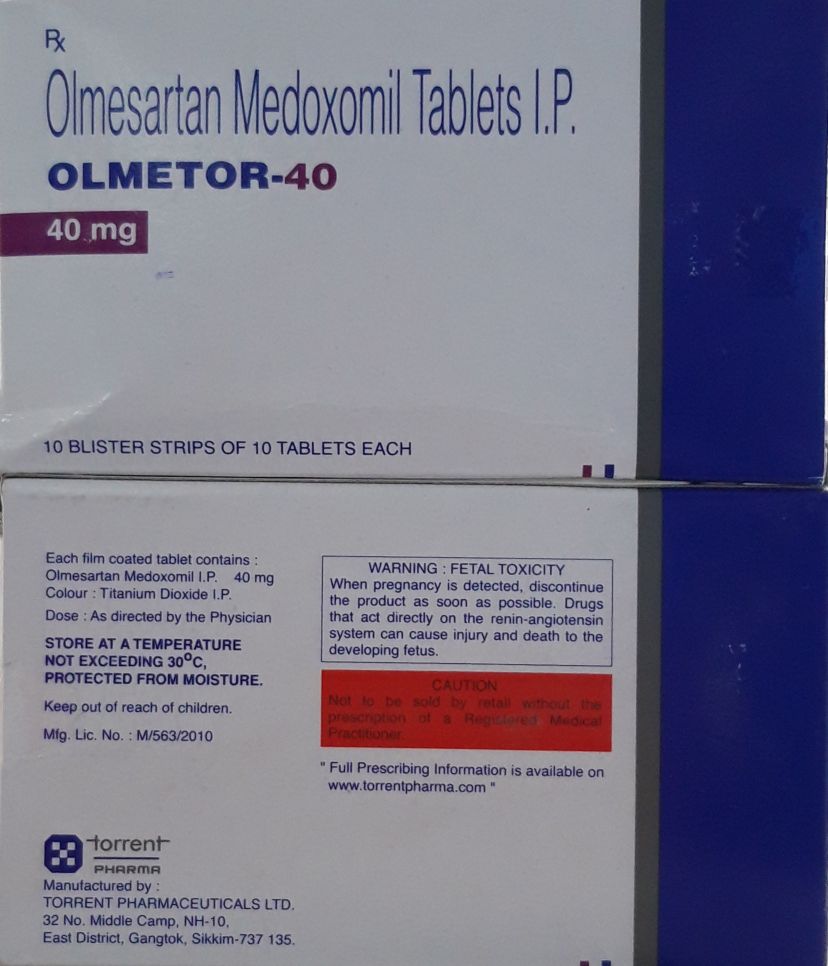 Rx
Olmesartan Medoxomil Tablets I.P.
OLMETOR-40
40 mg
10 BLISTER STRIPS OF 10 TABLETS EACH
Each film coated tablet contains :
Olmesartan Medoxomil I.P. 40 mg
Colour : Titanium Dioxide I.P.
Dose : As directed by the Physician
STORE AT A TEMPERATURE
NOT EXCEEDING 30°C,
PROTECTED FROM MOISTURE.
Keep out of reach of children.
Mfg. Lic. No. : M/563/2010
torrent
PHARMA
Manufactured by :
TORRENT PHARMACEUTICALS LTD.
32 No. Middle Camp, NH-10,
East District, Gangtok, Sikkim-737 135.
WARNING : FETAL TOXICITY
When pregnancy is detected, discontinue
the product as soon as possible. Drugs
that act directly on the renin-angiotensin
system can cause injury and death to the
developing fetus.
CAUTION
Not to be sold by retail without the
prescription of a Registered Medical
Practitioner.
" Full Prescribing Information is available on
www.torrentpharma.com "